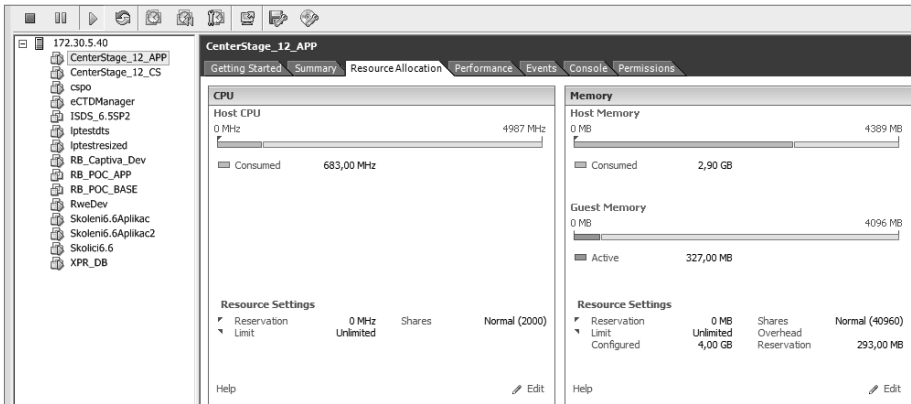 172.30.5.40
CenterStage_12_APP
CenterStage_12_CS
cspo
eCTDManager
ISDS_6.5SP2
lptestdts
lptestresized
RB_Captiva_Dev
RB_POC_APP
RB_POC_BASE
RweDev
Skoleni6.6Aplikac
Skoleni6.6Aplikac2
Skolici6.6
XPR_DB
CenterStage_12_APP
Getting Started Summary Resource Allocation Performance Events Console Permissions
CPU
Host CPU
0 MHz 4987 MHz
Consumed 683,00 MHz
Resource Settings
Reservation 0 MHz Shares Normal (2000)
Limit Unlimited
Help Edit
Memory
Host Memory
0 MB 4389 MB
Consumed 2,90 GB
Guest Memory
0 MB 4096 MB
Active 327,00 MB
Resource Settings
Reservation 0 MB Shares Normal (40960)
Limit Unlimited Overhead
Configured 4,00 GB Reservation 293,00 MB
Help Edit